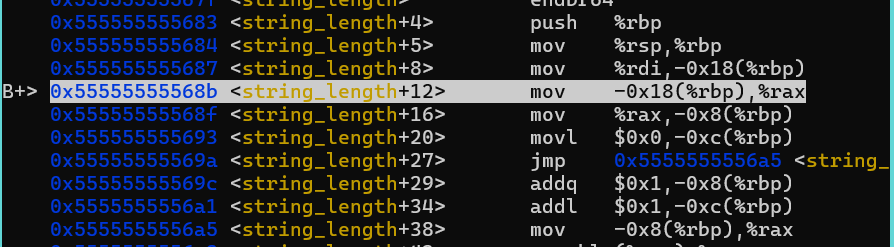 0x55555555567f <string_length> endbr64
0x555555555683 <string_length+4> push %rbp
0x555555555684 <string_length+5> mov %rsp,%rbp
0x555555555687 <string_length+8> mov %rdi,-0x18(%rbp)
B+> 0x55555555568b <string_length+12> mov -0x18(%rbp),%rax
0x55555555568f <string_length+16> mov %rax,-0x8(%rbp)
0x555555555693 <string_length+20> movl $0x0,-0xc(%rbp)
0x55555555569a <string_length+27> jmp 0x5555555556a5 <string_
0x55555555569c <string_length+29> addq $0x1,-0x8(%rbp)
0x5555555556a1 <string_length+34> addl $0x1,-0xc(%rbp)
0x5555555556a5 <string_length+38> mov -0x8(%rbp),%rax